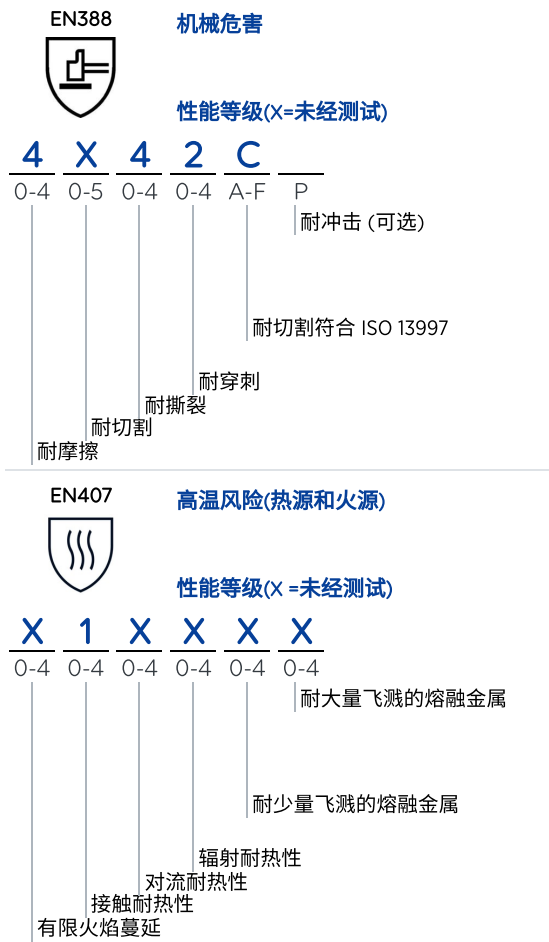 EN388
机械危害
性能等级(X=未经测试)
4 X 4 2 C
0-4 0-5 0-4 0-4 A-F P
耐冲击 (可选)
耐切割符合 ISO 13997
耐穿刺
耐撕裂
耐切割
耐摩擦
EN407
高温风险(热源和火源)
性能等级(X =未经测试)
X 1 X X X X
0-4 0-4 0-4 0-4 0-4 0-4
耐大量飞溅的熔融金属
耐少量飞溅的熔融金属
辐射耐热性
对流耐热性
接触耐热性
有限火焰蔓延